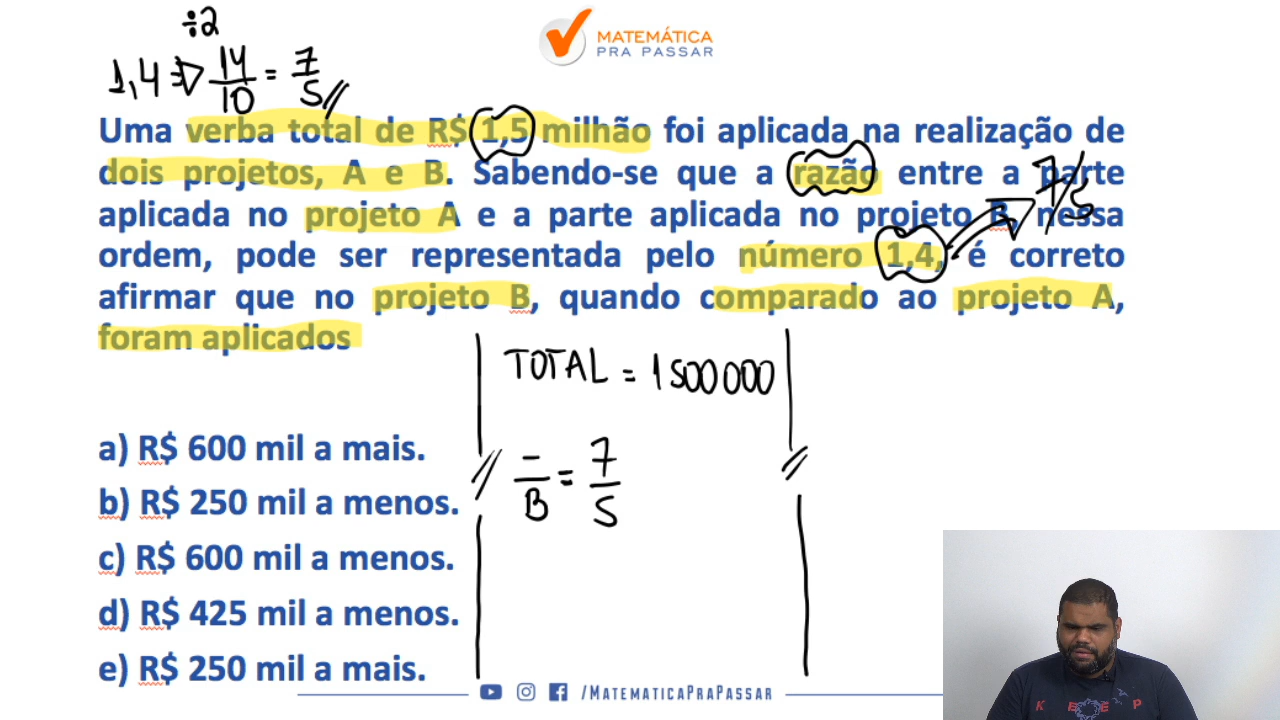 ÷2
1,4 ⇒ 14/10 = 7/5
MATEMÁTICA
PRA PASSAR
Uma verba total de R$ 1,5 milhão foi aplicada na realização de
dois projetos, A e B. Sabendo-se que a razão entre a parte
aplicada no projeto A e a parte aplicada no projeto B, nessa
ordem, pode ser representada pelo número 1,4, é correto
afirmar que no projeto B, quando comparado ao projeto A,
foram aplicados
7/5
TOTAL = 1500000
-/B = 7/5
a) R$ 600 mil a mais.
b) R$ 250 mil a menos.
c) R$ 600 mil a menos.
d) R$ 425 mil a menos.
e) R$ 250 mil a mais.
/MATEMATICAPRAPASSAR
K E E P